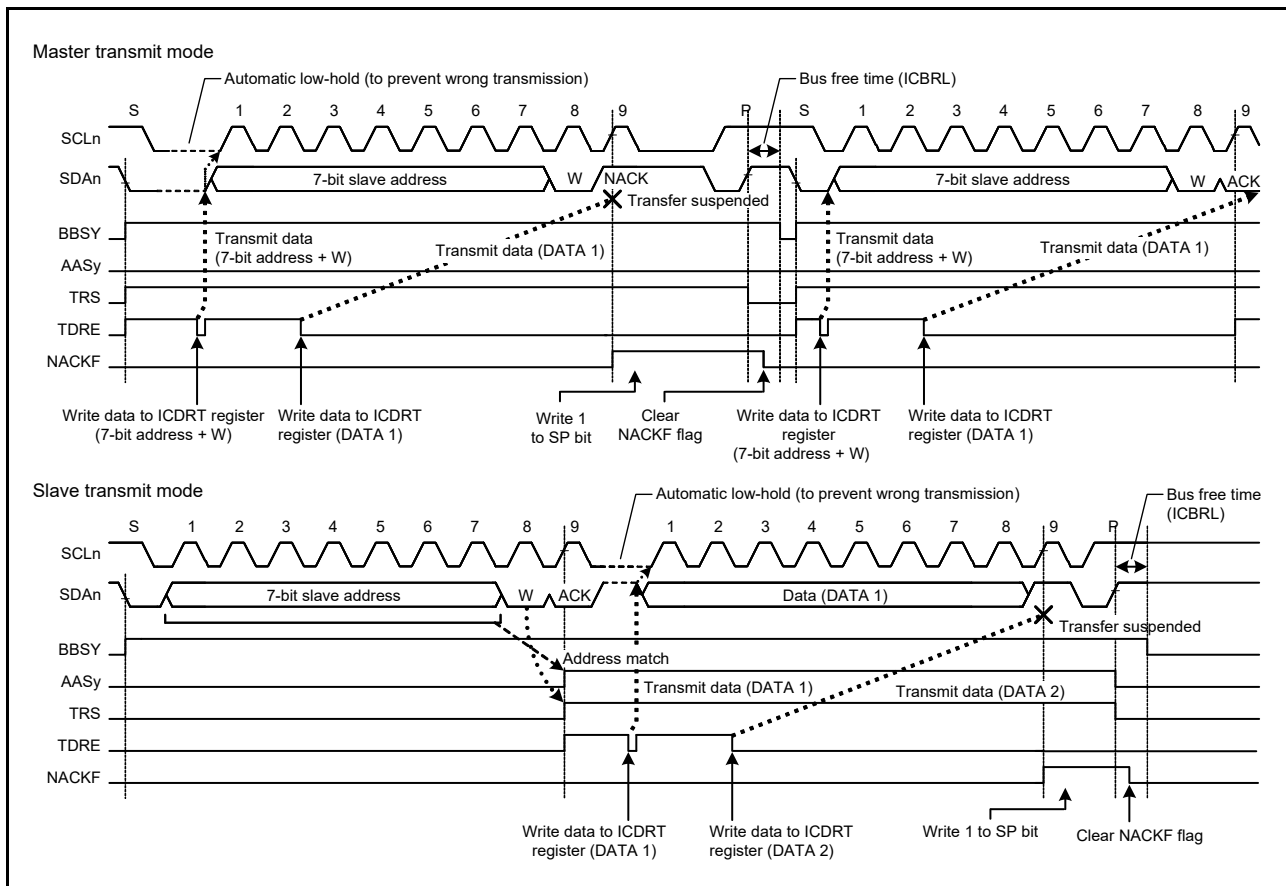 Master transmit mode
Automatic low-hold (to prevent wrong transmission)
Bus free time (ICBRL)
S 1 2 3 4 5 6 7 8 9 P S 1 2 3 4 5 6 7 8 9
SCLn
SDAn 7-bit slave address W NACK 7-bit slave address W ACK
Transfer suspended
BBSY
Transmit data
(7-bit address + W)
Transmit data (DATA 1)
Transmit data
(7-bit address + W)
Transmit data (DATA 1)
AASy
TRS
TDRE
NACKF
Write data to ICDRT register
(7-bit address + W)
Write data to ICDRT
register (DATA 1)
Write 1
to SP bit
Clear
NACKF flag
Write data to ICDRT
register
(7-bit address + W)
Write data to ICDRT
register (DATA 1)
Slave transmit mode
Automatic low-hold (to prevent wrong transmission)
Bus free time
(ICBRL)
S 1 2 3 4 5 6 7 8 9 1 2 3 4 5 6 7 8 9 P
SCLn
SDAn 7-bit slave address W ACK Data (DATA 1)
Transfer suspended
BBSY
Address match
AASy
Transmit data (DATA 1)
Transmit data (DATA 2)
TRS
TDRE
NACKF
Write data to ICDRT
register (DATA 1)
Write data to ICDRT
register (DATA 2)
Write 1 to SP bit
Clear NACKF flag